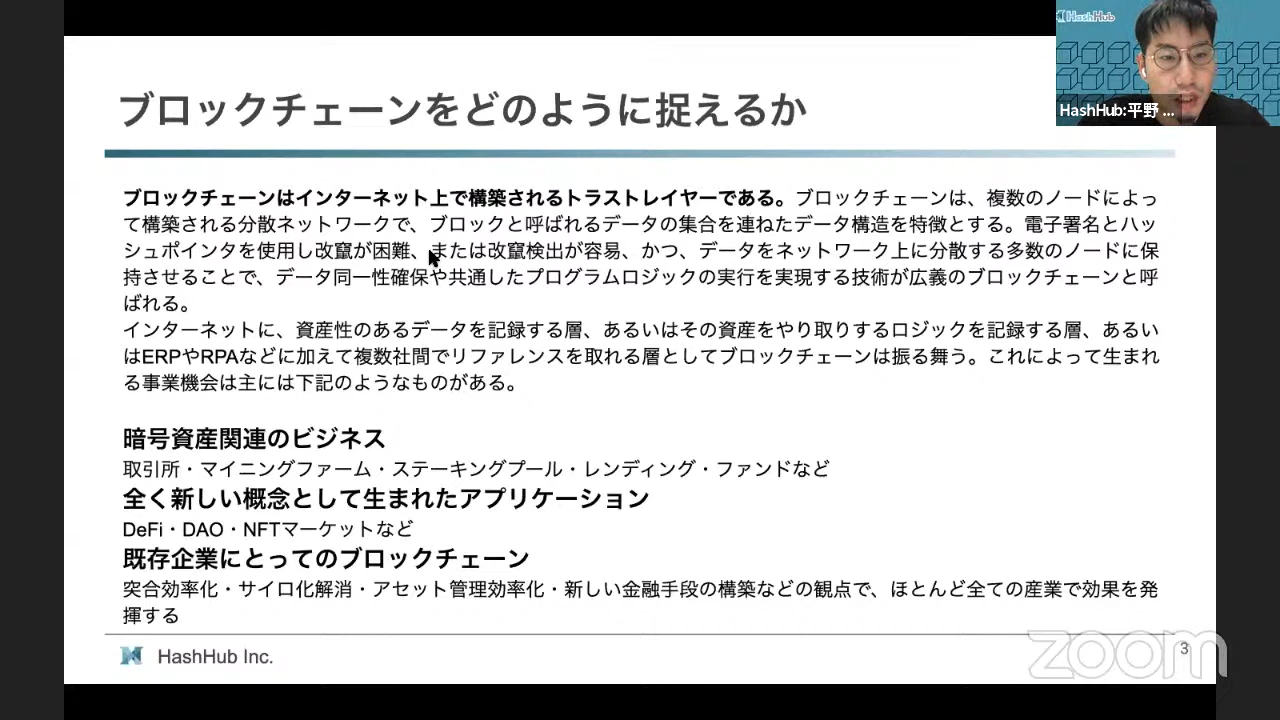 HashHub
HashHub:平野 ...
ブロックチェーンをどのように捉えるか
ブロックチェーンはインターネット上で構築されるトラストレイヤーである。ブロックチェーンは、複数のノードによっ
て構築される分散ネットワークで、ブロックと呼ばれるデータの集合を連ねたデータ構造を特徴とする。電子署名とハッ
シュポインタを使用し改竄が困難、または改竄検出が容易、かつ、データをネットワーク上に分散する多数のノードに保
持させることで、データ同一性確保や共通したプログラムロジックの実行を実現する技術が広義のブロックチェーンと呼
ばれる。
インターネットに、資産性のあるデータを記録する層、あるいはその資産をやり取りするロジックを記録する層、あるい
はERPやRPAなどに加えて複数社間でリファレンスを取れる層としてブロックチェーンは振る舞う。これによって生まれ
る事業機会は主には下記のようなものがある。
暗号資産関連のビジネス
取引所・マイニングファーム・ステーキングプール・レンディング・ファンドなど
全く新しい概念として生まれたアプリケーション
DeFi・DAO・NFTマーケットなど
既存企業にとってのブロックチェーン
突合効率化・サイロ化解消・アセット管理効率化・新しい金融手段の構築などの観点で、ほとんど全ての産業で効果を発
揮する
HashHub Inc.
3
zoom